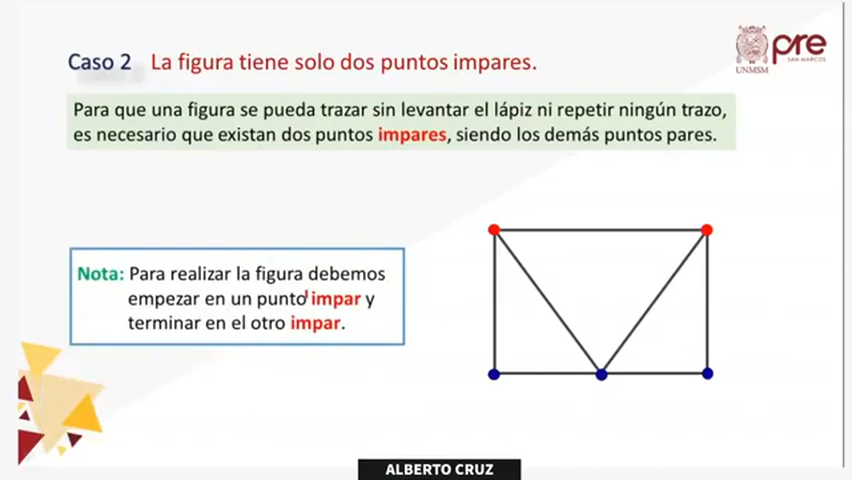 Caso 2 La figura tiene solo dos puntos impares.
UNMSM
pre
SAN MARCOS
Para que una figura se pueda trazar sin levantar el lápiz ni repetir ningún trazo,
es necesario que existan dos puntos impares, siendo los demás puntos pares.
Nota: Para realizar la figura debemos
empezar en un punto impar y
terminar en el otro impar.
ALBERTO CRUZ